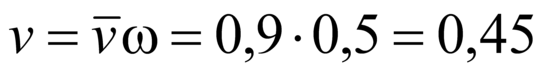 ν = ν̅ω = 0,9 · 0,5 = 0,45